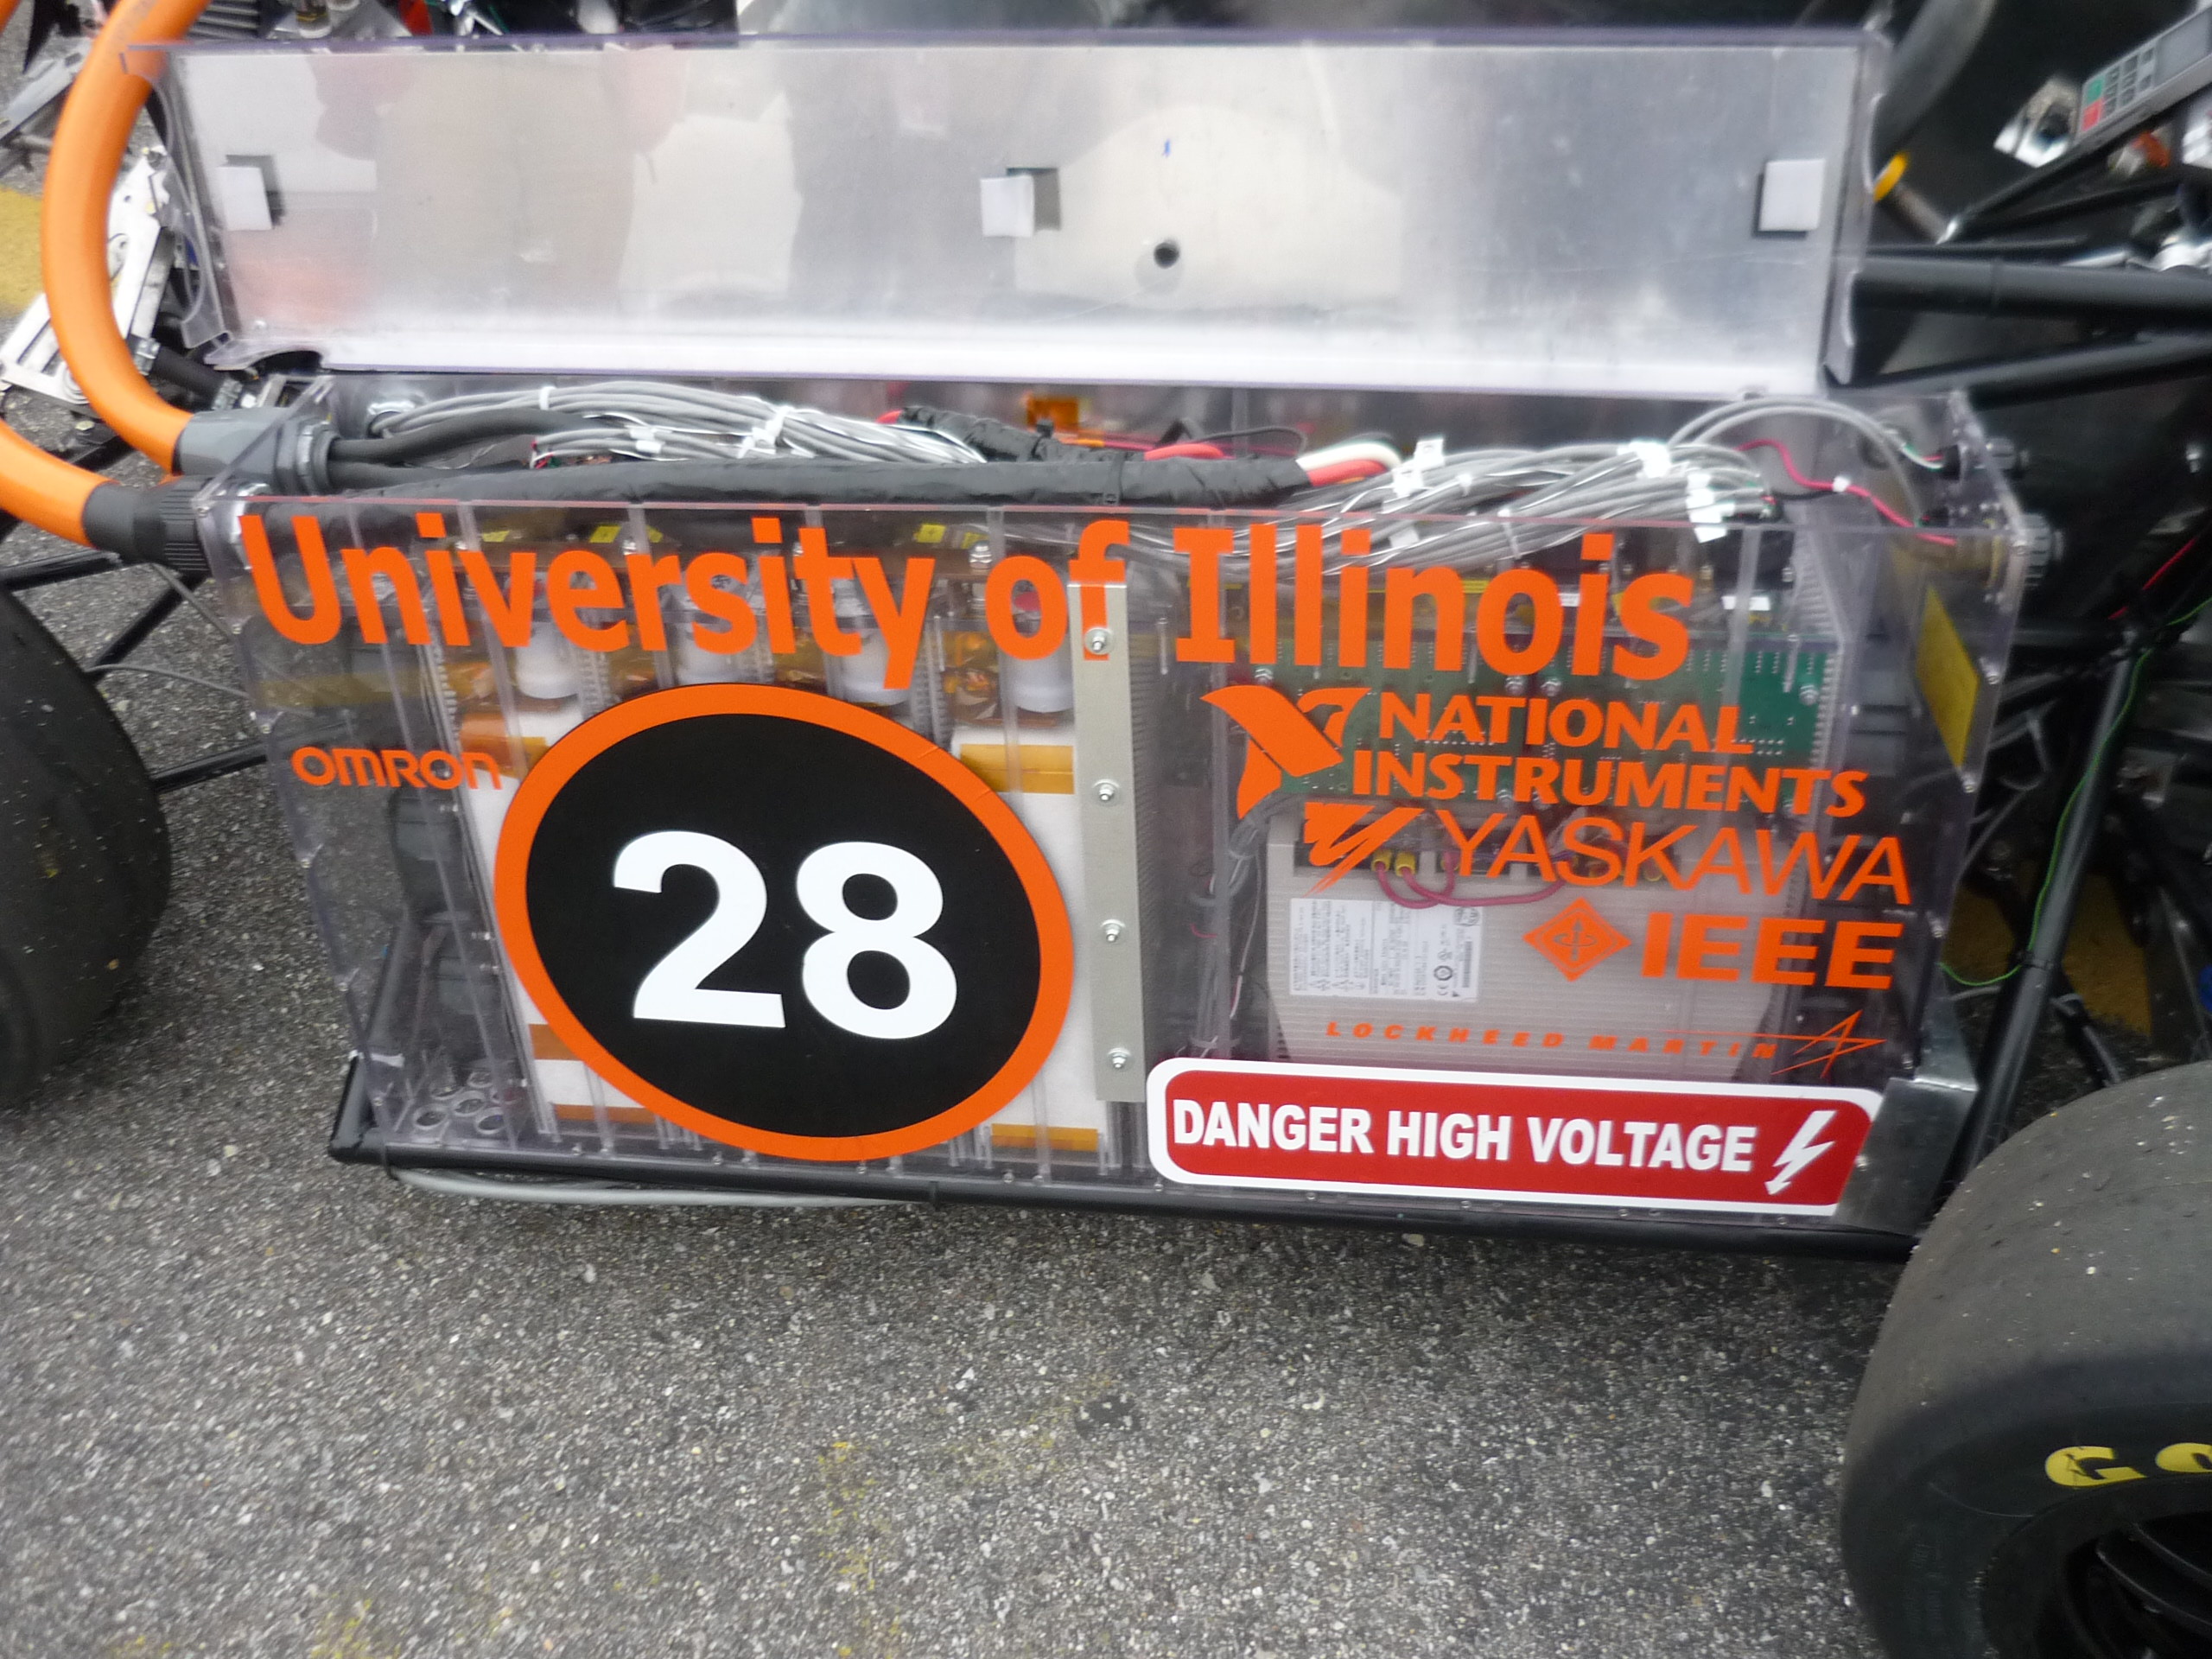 University of Illinois
OMRON
28
NATIONAL
INSTRUMENTS
YASKAWA
IEEE
LOCKHEED MARTIN
DANGER HIGH VOLTAGE